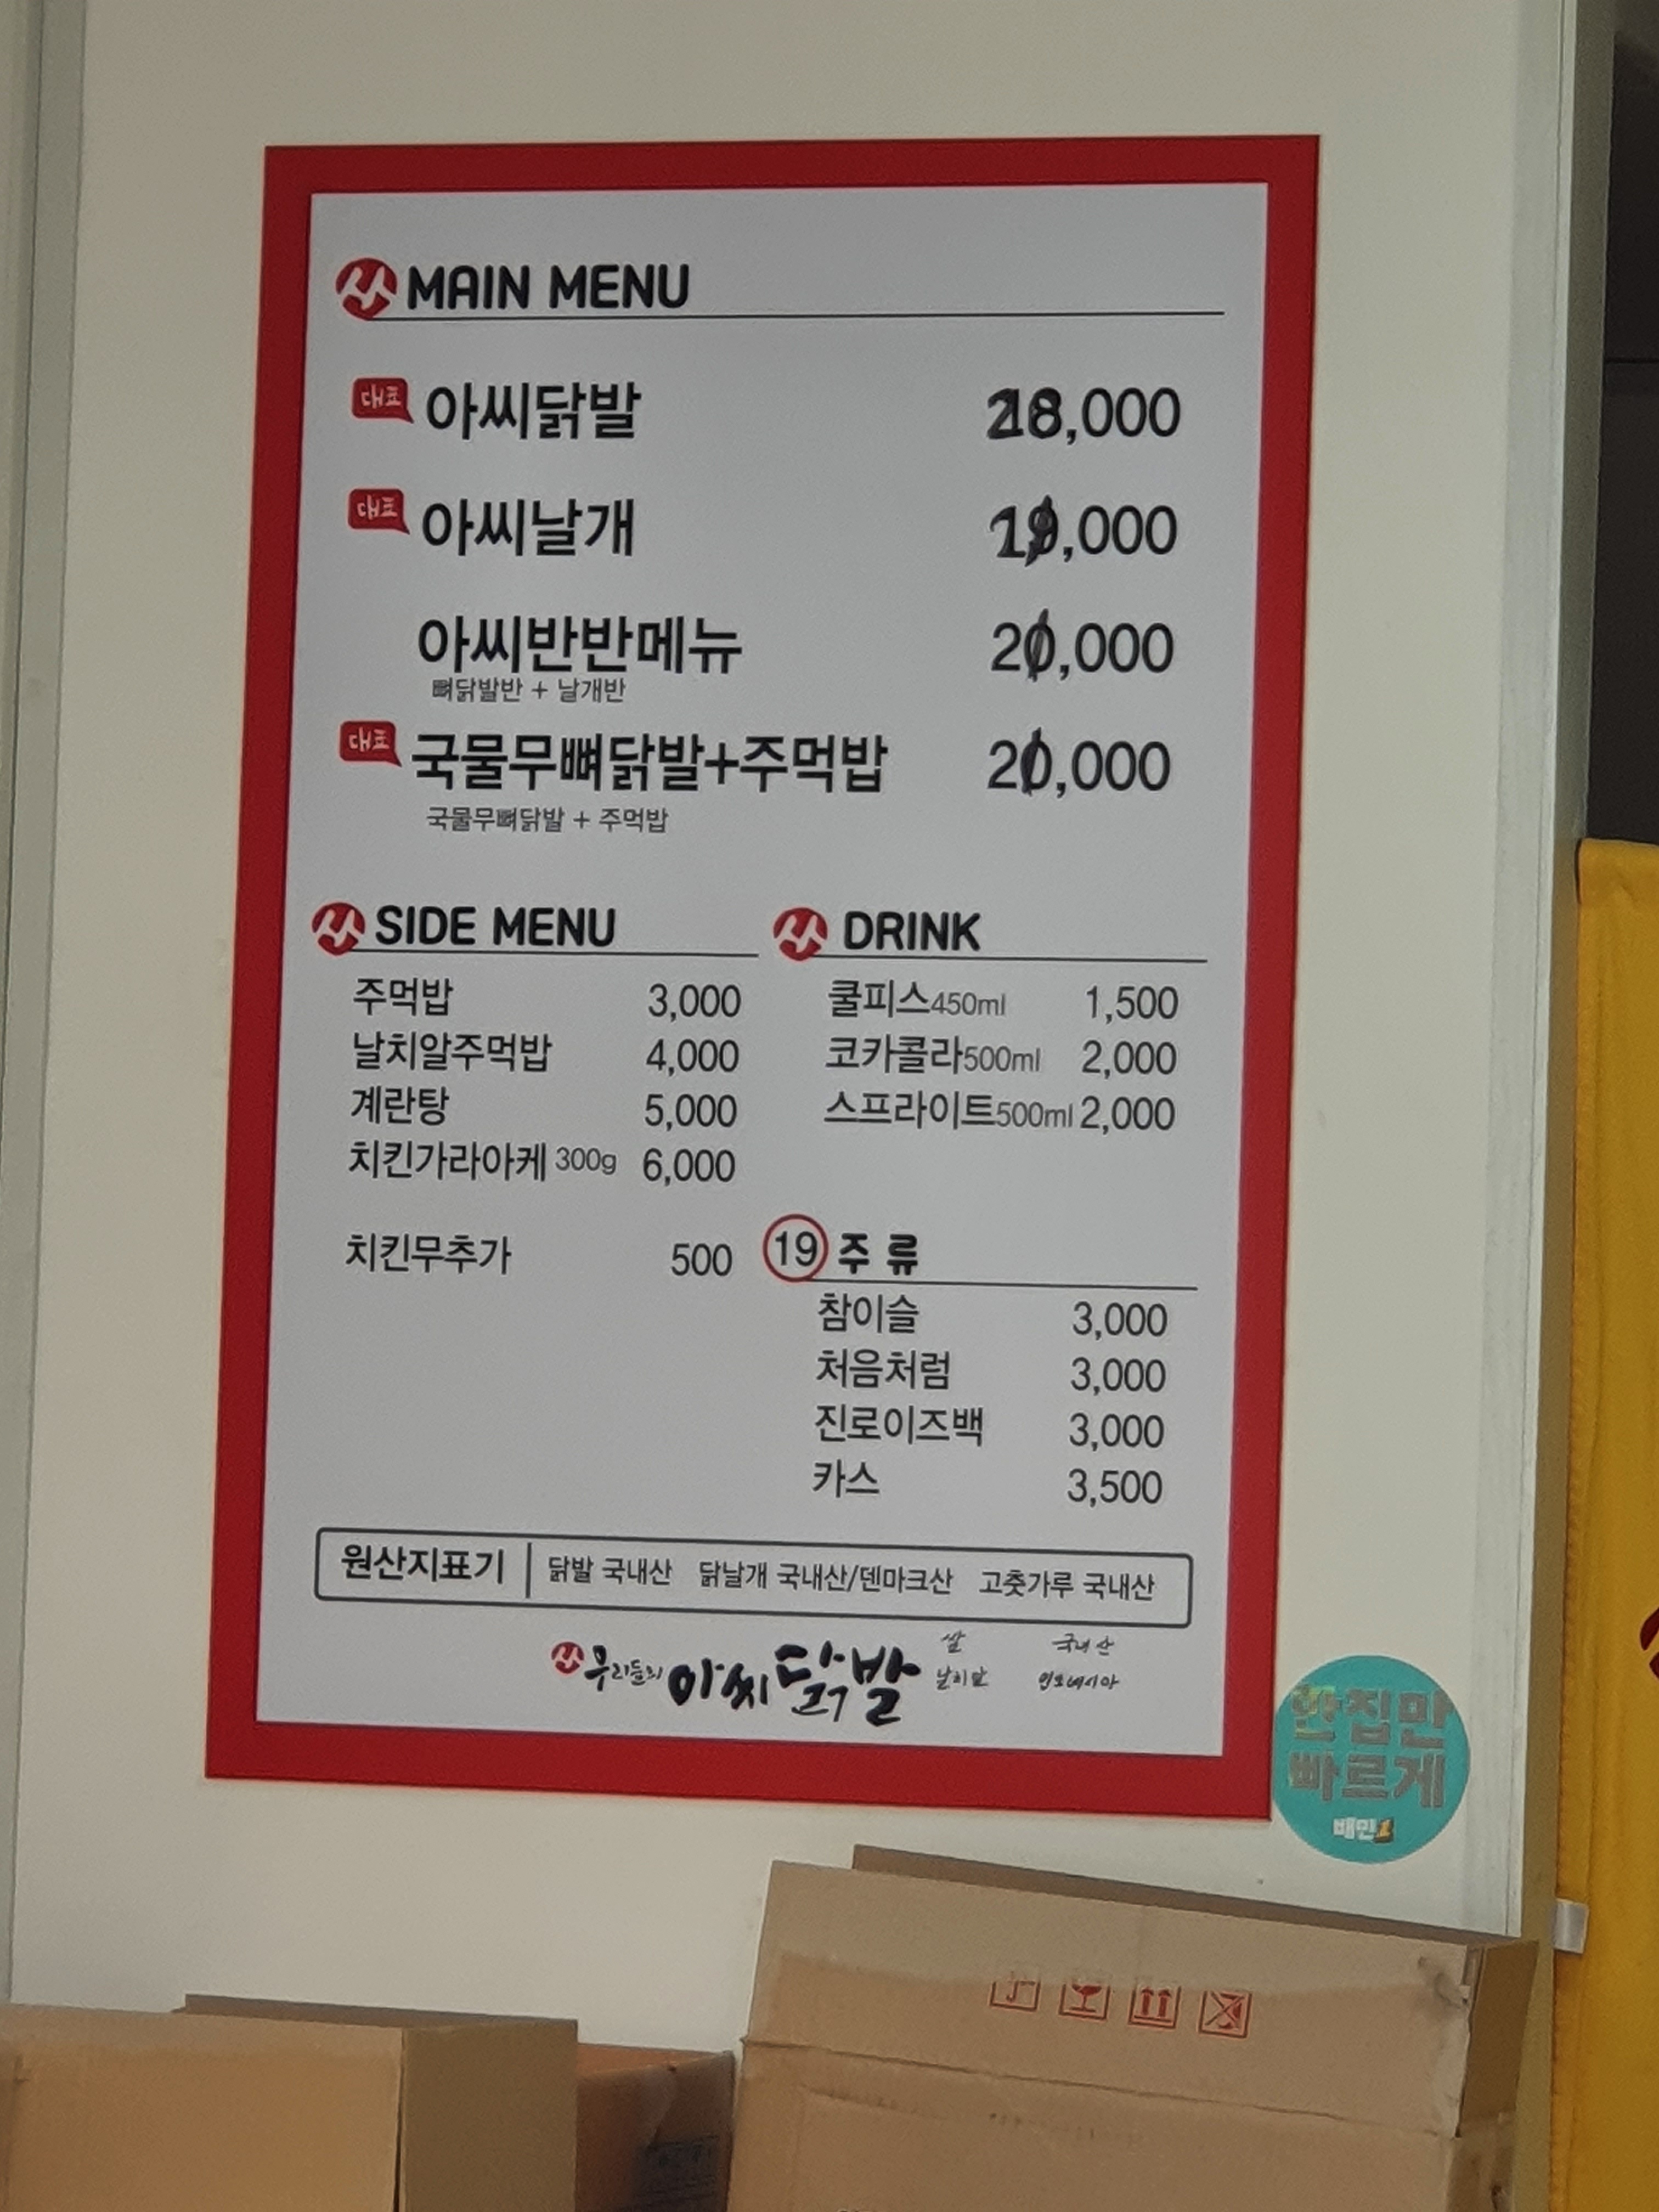 MAIN MENU
대표 아씨닭발
대표 아씨날개
아씨반반메뉴
뼈닭발반 + 날개반
대표 국물무뼈닭발+주먹밥
국물무뼈닭발 + 주먹밥
SIDE MENU
주먹밥 3,000
날치알주먹밥 4,000
계란탕 5,000
치킨가라아케 300g 6,000
치킨무추가 500
DRINK
쿨피스450ml 1,500
코카콜라500ml 2,000
스프라이트500ml 2,000
19 주 류
참이슬 3,000
처음처럼 3,000
진로이즈백 3,000
카스 3,500
원산지표기 닭발 국내산 닭날개 국내산/덴마크산 고춧가루 국내산
우리들의 아씨닭발
쌀 국내산
날치알 인도네시아
한집만
빠르게
배민1